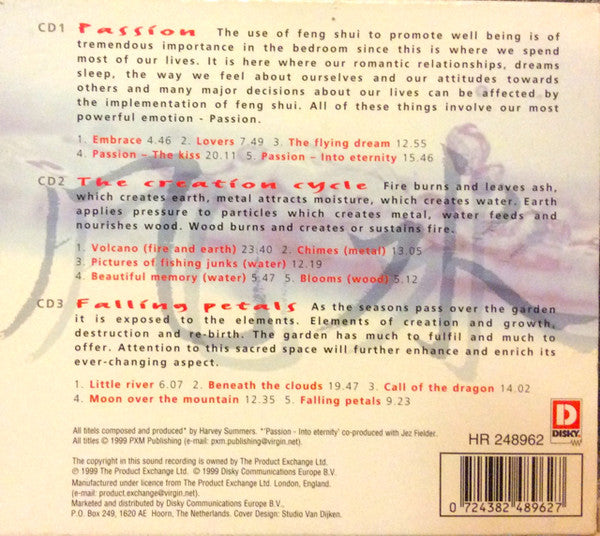 CD1 Passion The use of feng shui to promote well being is of
tremendous importance in the bedroom since this is where we spend
most of our lives. It is here where our romantic relationships, dreams
sleep, the way we feel about ourselves and our attitudes towards
others and many major decisions about our lives can be affected by
the implementation of feng shui. All of these things involve our most
powerful emotion - Passion.
1. Embrace 4.46 2. Lovers 7 49 3. The flying dream 12.55
4. Passion – The kiss 20.11 5. Passion – Into eternity 15.46
CD2 The creation cycle Fire burns and leaves ash,
which creates earth, metal attracts moisture, which creates water. Earth
applies pressure to particles which creates metal, water feeds and
nourishes wood. Wood burns and creates or sustains fire.
1. Volcano (fire and earth) 23 40 2. Chimes (metal) 13.05
3. Pictures of fishing junks (water) 12.19
4. Beautiful memory (water) 5 47 5. Blooms (wood) 5.12
CD3 Falling petals As the seasons pass over the garden
it is exposed to the elements. Elements of creation and growth,
destruction and re-birth. The garden has much to fulfil and much to
offer. Attention to this sacred space will further enhance and enrich its
ever-changing aspect.
1. Little river 6.07 2. Beneath the clouds 19.47 3. Call of the dragon 14.02
4. Moon over the mountain 12.35 5. Falling petals 9.23
All titels composed and produced* by Harvey Summers. *'Passion - Into eternity' co-produced with Jez Fielder.
All titles © 1999 PXM Publishing (e-mail: pxm.publishing@virgin.net).
HR 248962
D
DISKY
The copyright in this sound recording is owned by The Product Exchange Ltd.
℗ 1999 The Product Exchange Ltd. © 1999 Disky Communications Europe B.V.
Manufactured under licence from The Product Exchange Ltd. London, England,
(e-mail: product.exchange@virgin.net).
Marketed and distributed by Disky Communications Europe B.V.,
P.O. Box 249, 1620 AE Hoorn, The Netherlands. Cover Design: Studio Van Dijken.
0 724382 489627
風水